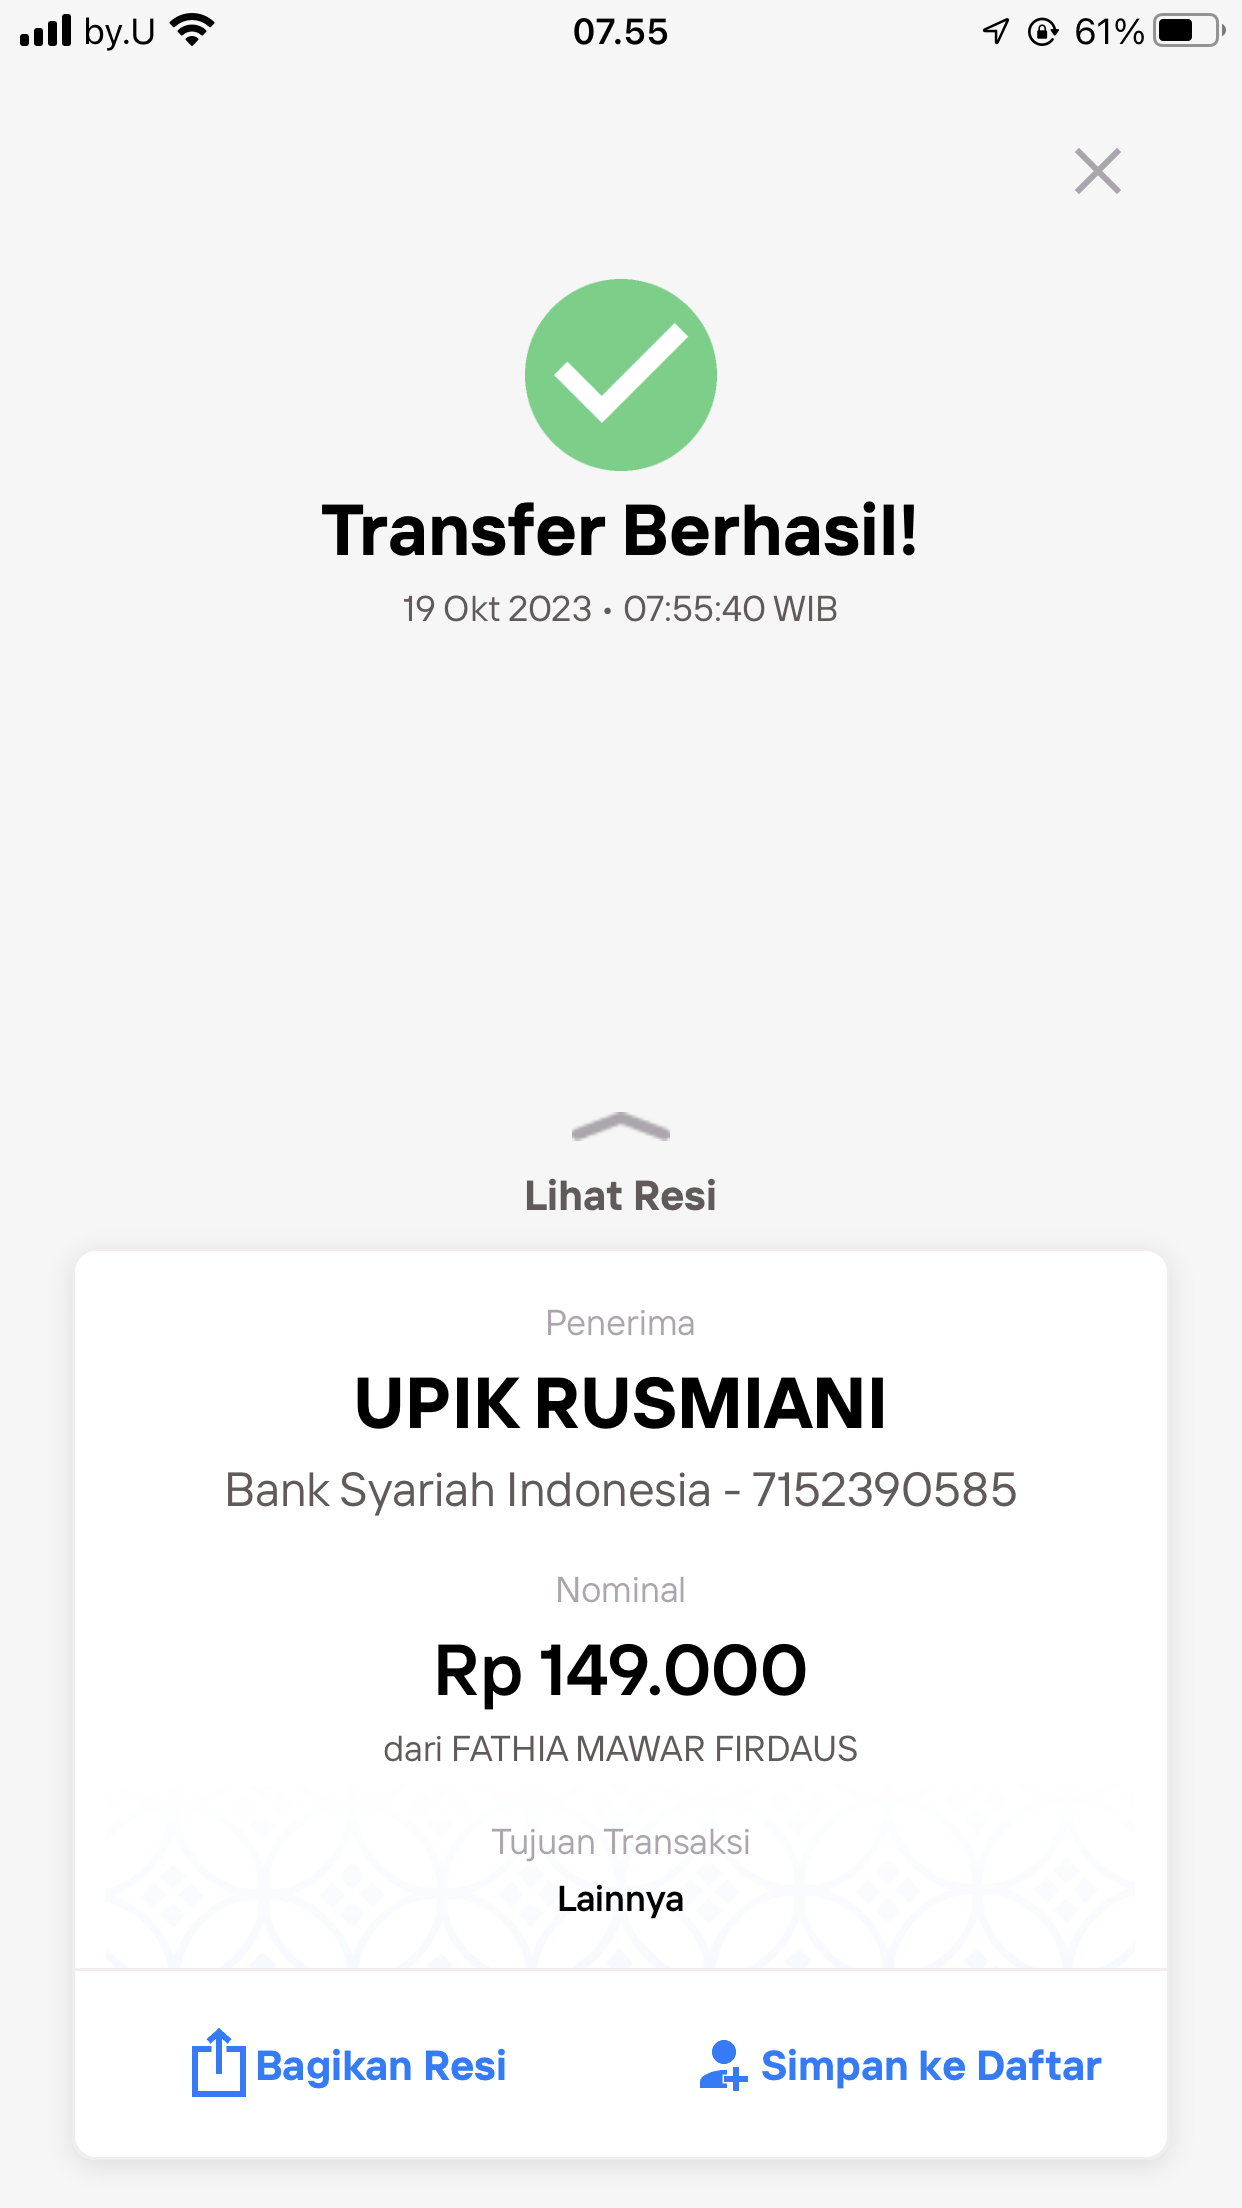 by.U 07.55 61%
Transfer Berhasil!
19 Okt 2023 • 07:55:40 WIB
Lihat Resi
Penerima
UPIK RUSMIANI
Bank Syariah Indonesia - 7152390585
Nominal
Rp 149.000
dari FATHIA MAWAR FIRDAUS
Tujuan Transaksi
Lainnya
Bagikan Resi Simpan ke Daftar